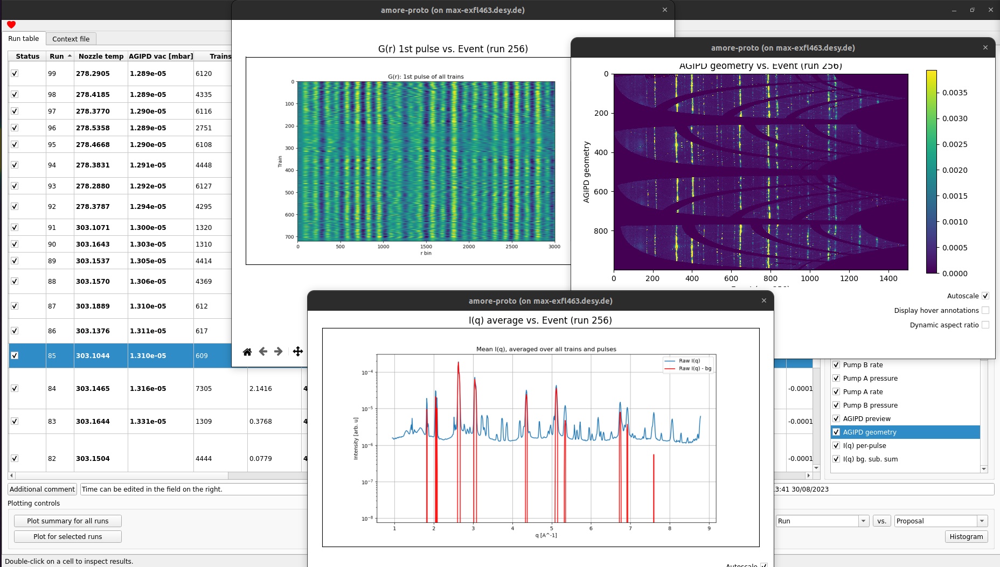 amore-proto (on max-exfl463.desy.de)
Run table
Context file
Status Run Nozzle temp AGIPD vac [mbar] Trains
99 278.2905 1.289e-05 6120
98 278.4185 1.289e-05 4335
97 278.3770 1.290e-05 6116
96 278.5358 1.289e-05 2751
95 278.4668 1.290e-05 6108
94 278.3831 1.291e-05 4448
93 278.2880 1.292e-05 6127
92 278.3787 1.294e-05 4295
91 303.1071 1.300e-05 1320
90 303.1643 1.303e-05 1310
89 303.1537 1.305e-05 4414
88 303.1570 1.306e-05 4369
87 303.1889 1.310e-05 612
86 303.1376 1.311e-05 617
85 303.1044 1.310e-05 609
84 303.1465 1.316e-05 7305 2.1416 4 -0.0001
83 303.1644 1.331e-05 1309 0.3768 4 -0.0001
82 303.1504 4444 0.0779 4 -0.0001
G(r) 1st pulse vs. Event (run 256)
G(r): 1st pulse of all trains
Train
0
100
200
300
400
500
600
700
0 500 1000 1500 2000 2500 3000
r bin
amore-proto (on max-exfl463.desy.de)
AGIPD geometry vs. Event (run 256)
AGIPD geometry
0
200
400
600
800
0 200 400 600 800 1000 1200 1400
0.0035
0.0030
0.0025
0.0020
0.0015
0.0010
0.0005
0.0000
Autoscale
Display hover annotations
Dynamic aspect ratio
amore-proto (on max-exfl463.desy.de)
I(q) average vs. Event (run 256)
Mean I(q), averaged over all trains and pulses
Raw I(q)
Raw I(q) - bg
Intensity [arb. u]
10⁻⁴
10⁻⁵
10⁻⁶
10⁻⁷
10⁻⁸
1 2 3 4 5 6 7 8 9
q [A^-1]
Autoscale
Pump B rate
Pump A pressure
Pump A rate
Pump B pressure
AGIPD preview
AGIPD geometry
I(q) per-pulse
I(q) bg. sub. sum
Additional comment
Time can be edited in the field on the right.
3:41 30/08/2023
Plotting controls
Plot summary for all runs
Plot for selected runs
Run
vs.
Proposal
Histogram
Double-click on a cell to inspect results.